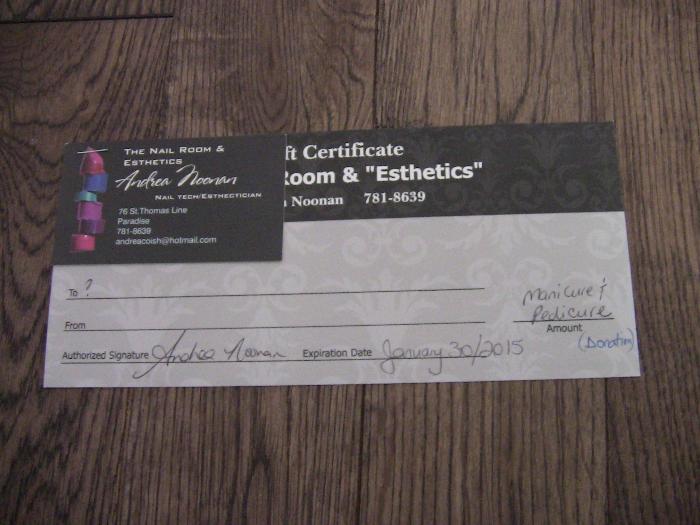 THE NAIL ROOM &
ESTHETICS
Andrea Noonan
NAIL TECH/ESTHECTICIAN
76 St.Thomas Line
Paradise
781-8639
andreacoish@hotmail.com
ft Certificate
Room & "Esthetics"
Noonan 781-8639
To ?
From
Manicure &
Pedicure
Amount
(Donation)
Authorized Signature Andrea Noonan Expiration Date January 30/2015